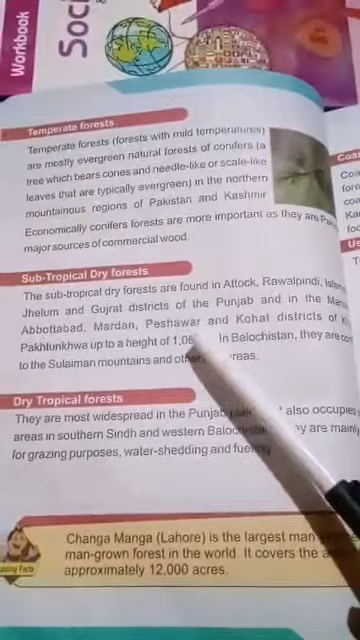 Workbook
Soci
Temperate forests
Temperate forests (forests with mild temperatures)
are mostly evergreen natural forests of conifers (a
tree which bears cones and needle-like or scale-like
leaves that are typically evergreen) in the northern
mountainous regions of Pakistan and Kashmir
Economically conifers forests are more important as they are
major sources of commercial wood.
Sub-Tropical Dry forests
The sub-tropical dry forests are found in Attock, Rawalpindi,
Jhelum and Gujrat districts of the Punjab and in the
Abbottabad, Mardan, Peshawar and Kohat districts of
Pakhtunkhwa up to a height of In Balochistan, they are
to the Sulaiman mountains and
Dry Tropical forests
They are most widespread in the Punjab also occupies
areas in southern Sindh and western are mainly
for grazing purposes, water-shedding and
Changa Manga (Lahore) is the largest man
man-grown forest in the world. It covers the
approximately 12,000 acres.
Facts